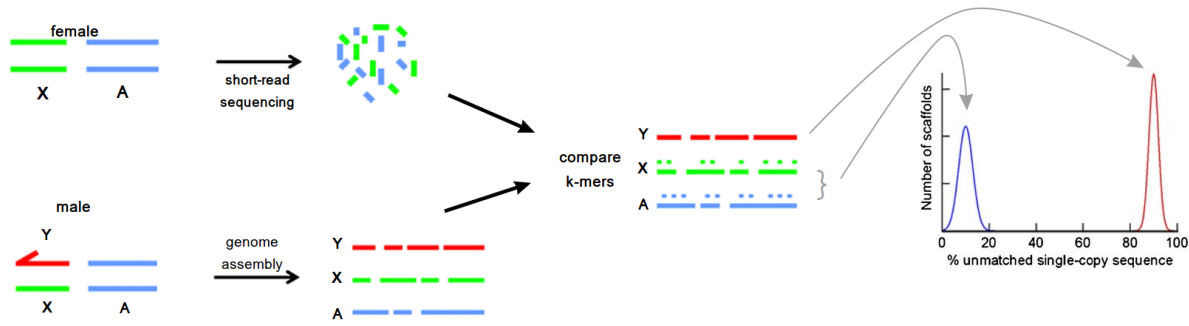 female
X
A
short-read
sequencing
male
Y
X
A
genome
assembly
Y
X
A
compare
k-mers
Y
X
A
}
Number of scaffolds
0
20
40
60
80
100
% unmatched single-copy sequence